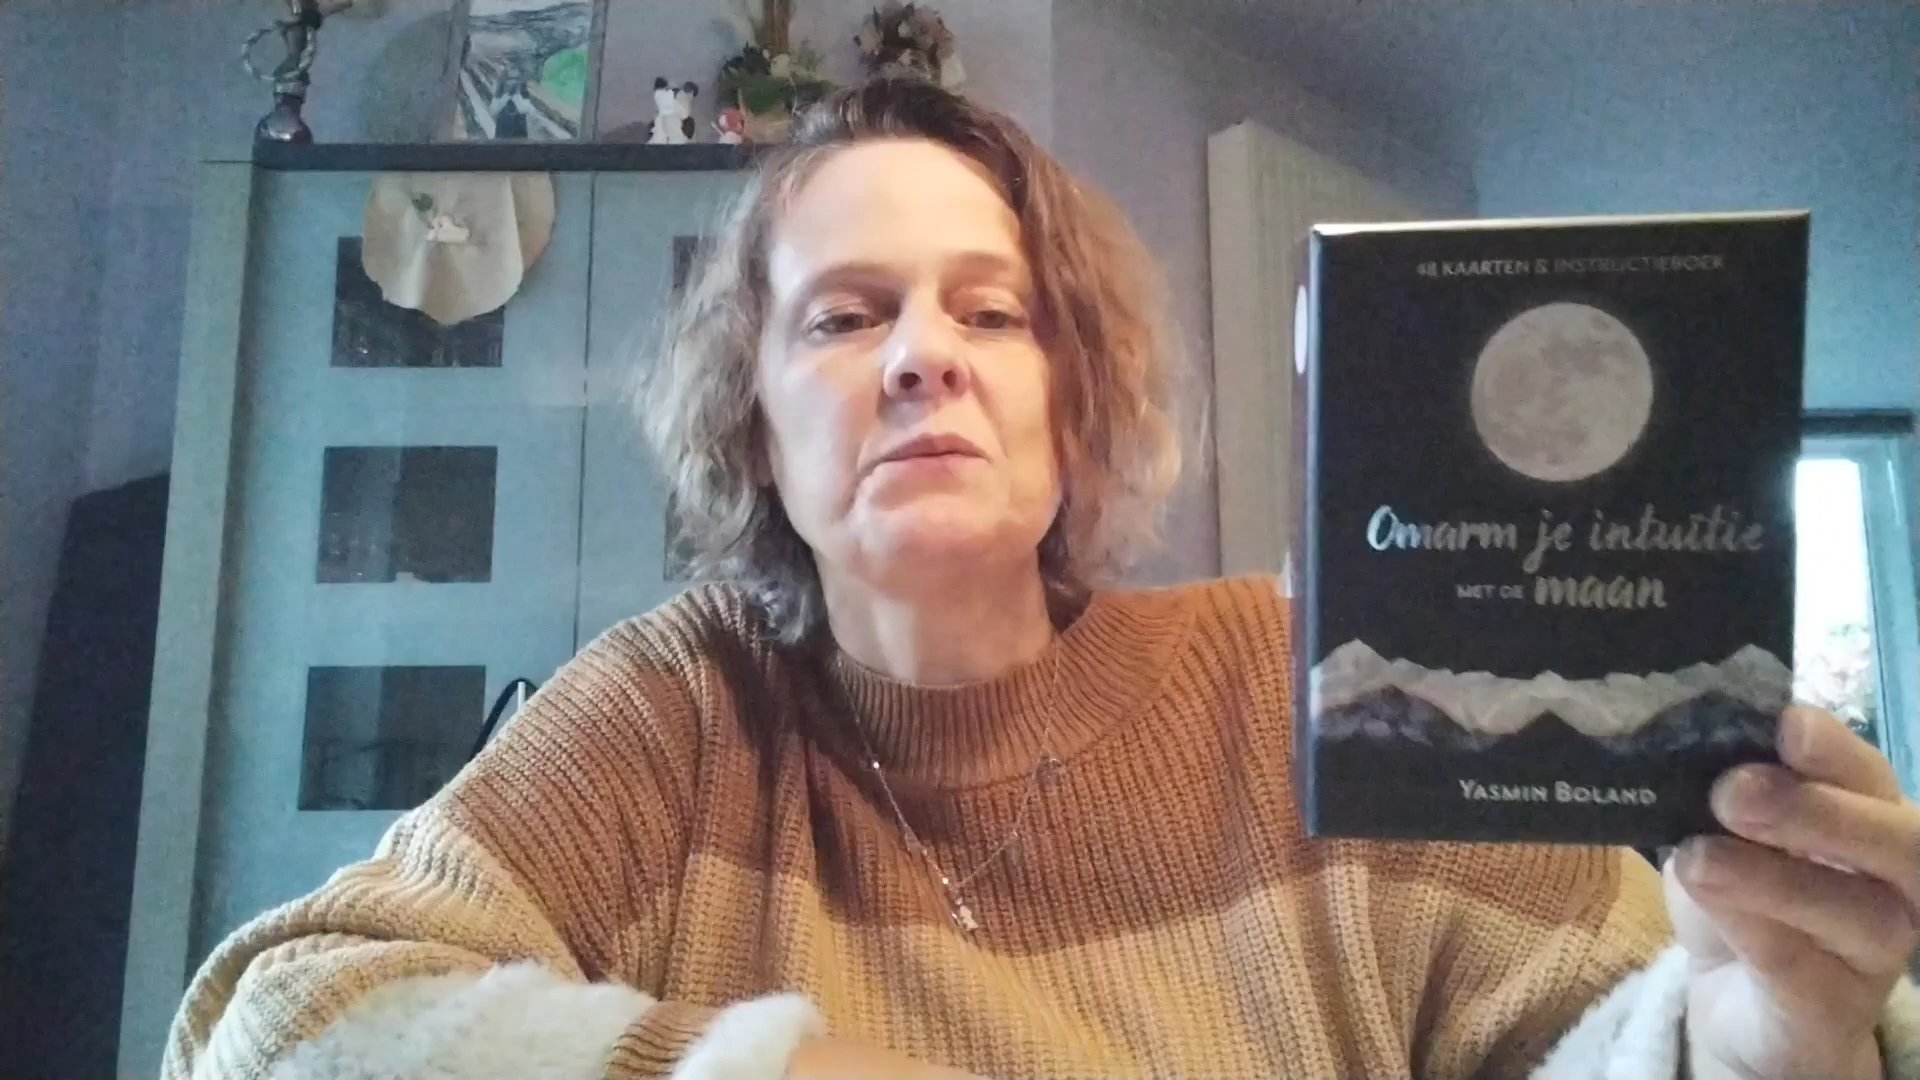 48 KAARTEN & INSTRUCTIEBOEK
Omarm je intuïtie
MET DE maan
YASMIN BOLAND